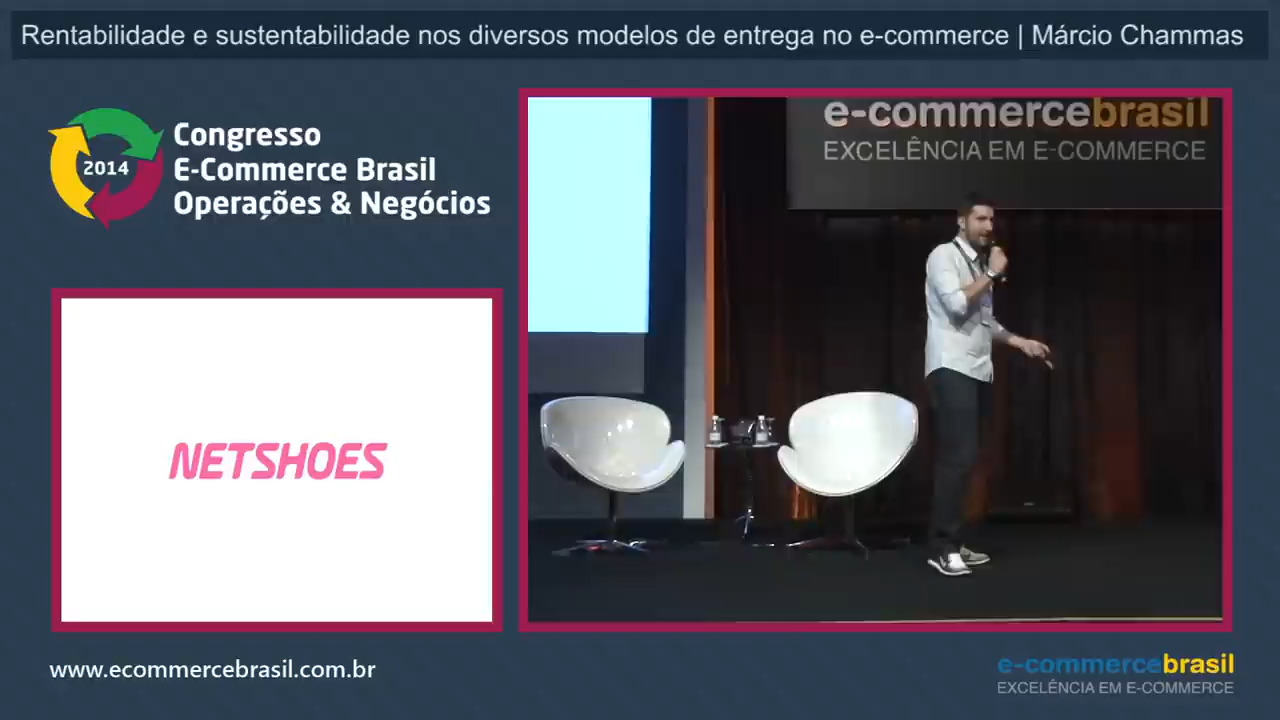 Rentabilidade e sustentabilidade nos diversos modelos de entrega no e-commerce | Márcio Chammas
2014
Congresso
E-Commerce Brasil
Operações & Negócios
e-commercebrasil
EXCELÊNCIA EM E-COMMERCE
NETSHOES
www.ecommercebrasil.com.br
e-commercebrasil
EXCELÊNCIA EM E-COMMERCE